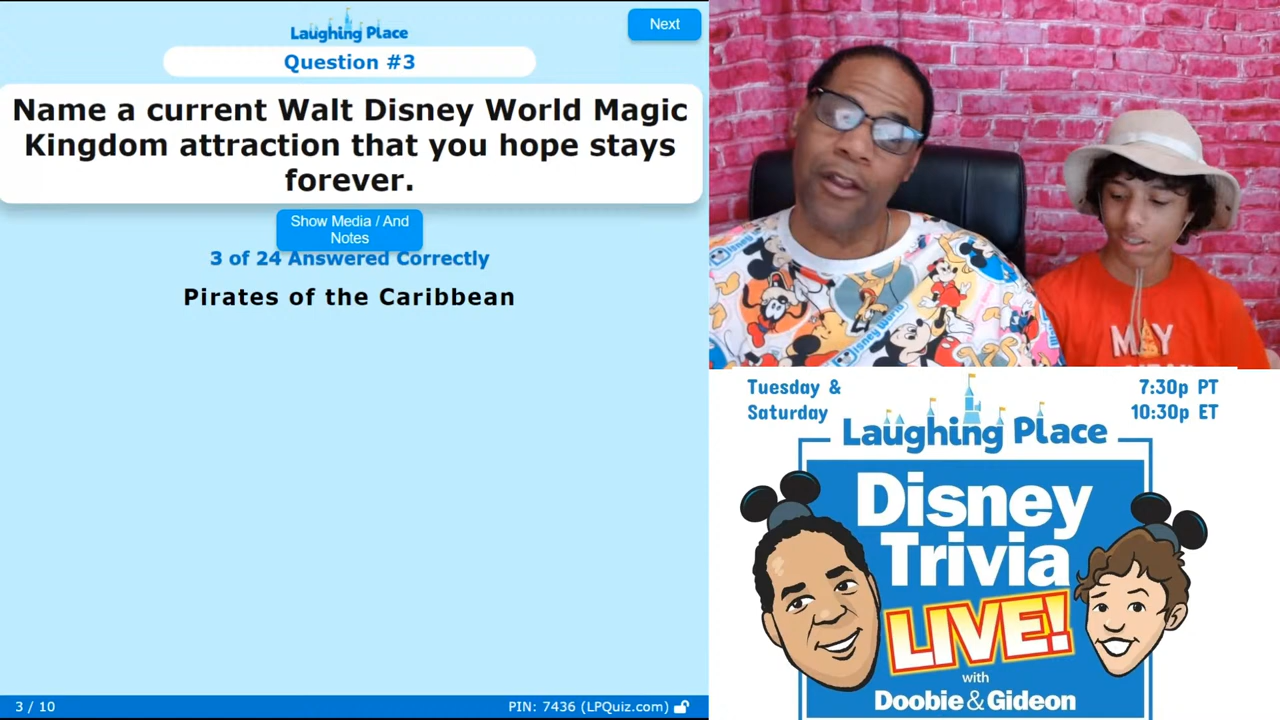 Laughing Place
Next
Question #3
Name a current Walt Disney World Magic
Kingdom attraction that you hope stays
forever.
Show Media / And
Notes
3 of 24 Answered Correctly
Pirates of the Caribbean
3 / 10
PIN: 7436 (LPQuiz.com)
MAY
Tuesday &
Saturday
7:30p PT
10:30p ET
Laughing Place
Disney
Trivia
LIVE!
with
Doobie & Gideon